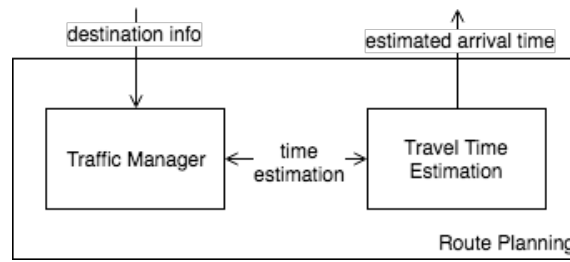 destination info
estimated arrival time
Traffic Manager
time
estimation
Travel Time
Estimation
Route Planning